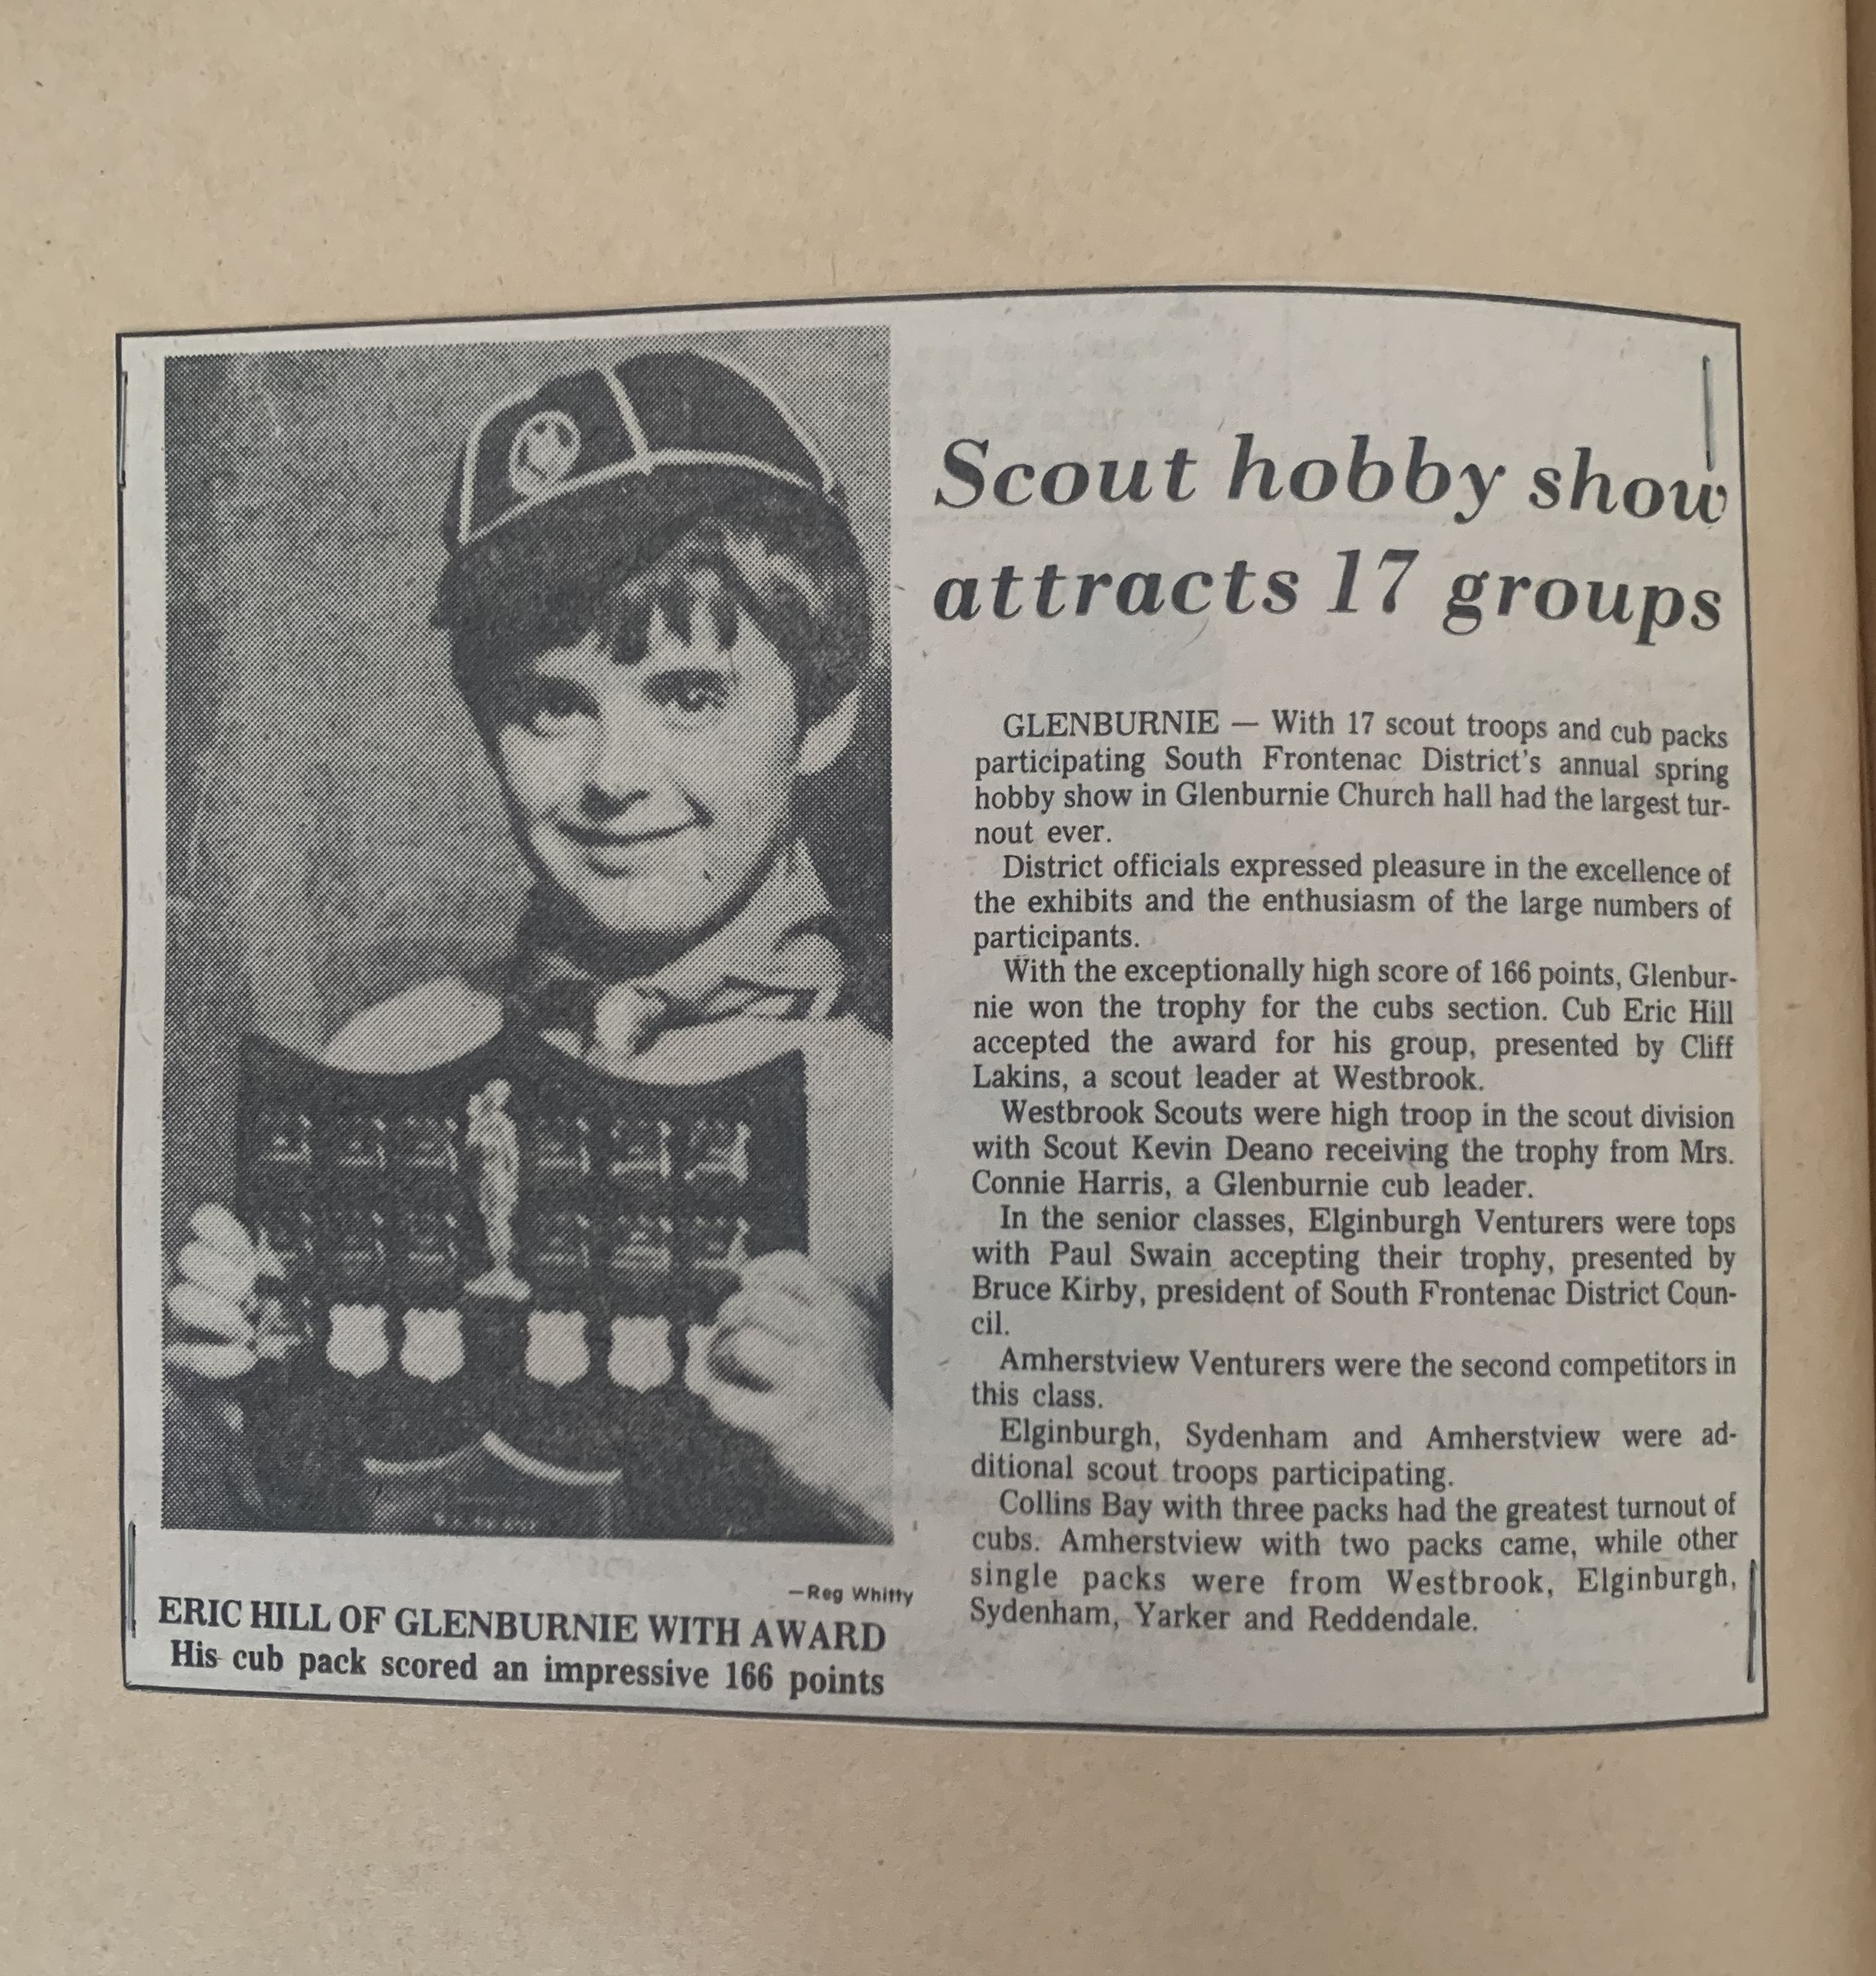 Scout hobby show
attracts 17 groups
GLENBURNIE — With 17 scout troops and cub packs
participating South Frontenac District's annual spring
hobby show in Glenburnie Church hall had the largest tur-
nout ever.
District officials expressed pleasure in the excellence of
the exhibits and the enthusiasm of the large numbers of
participants.
With the exceptionally high score of 166 points, Glenbur-
nie won the trophy for the cubs section. Cub Eric Hill
accepted the award for his group, presented by Cliff
Lakins, a scout leader at Westbrook.
Westbrook Scouts were high troop in the scout division
with Scout Kevin Deano receiving the trophy from Mrs.
Connie Harris, a Glenburnie cub leader.
In the senior classes, Elginburgh Venturers were tops
with Paul Swain accepting their trophy, presented by
Bruce Kirby, president of South Frontenac District Coun-
cil.
Amherstview Venturers were the second competitors in
this class.
Elginburgh, Sydenham and Amherstview were ad-
ditional scout troops participating.
Collins Bay with three packs had the greatest turnout of
cubs. Amherstview with two packs came, while other
single packs were from Westbrook, Elginburgh,
Sydenham, Yarker and Reddendale.
—Reg Whitty
ERIC HILL OF GLENBURNIE WITH AWARD
His cub pack scored an impressive 166 points